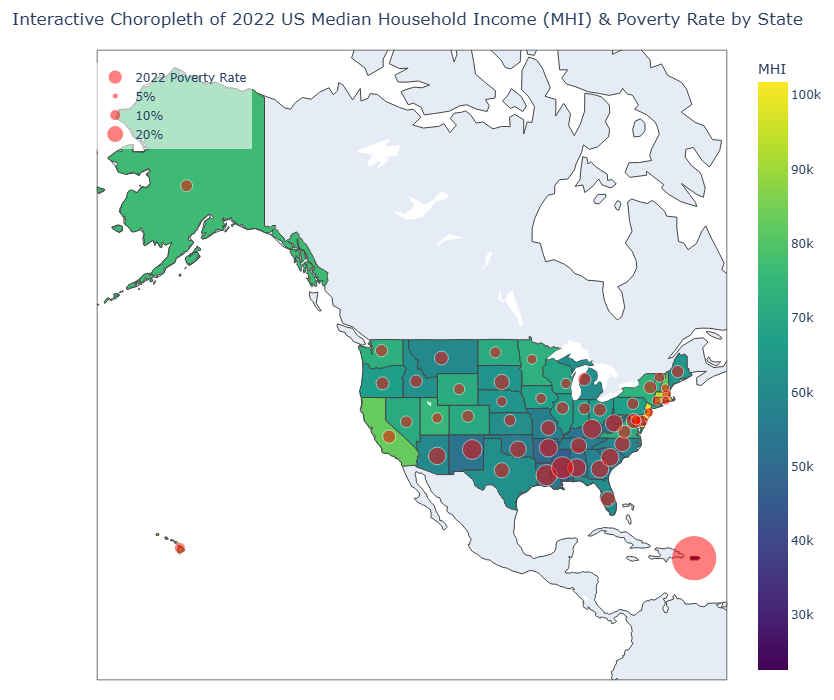 Interactive Choropleth of 2022 US Median Household Income (MHI) & Poverty Rate by State
2022 Poverty Rate
5%
10%
20%
MHI
100k
90k
80k
70k
60k
50k
40k
30k